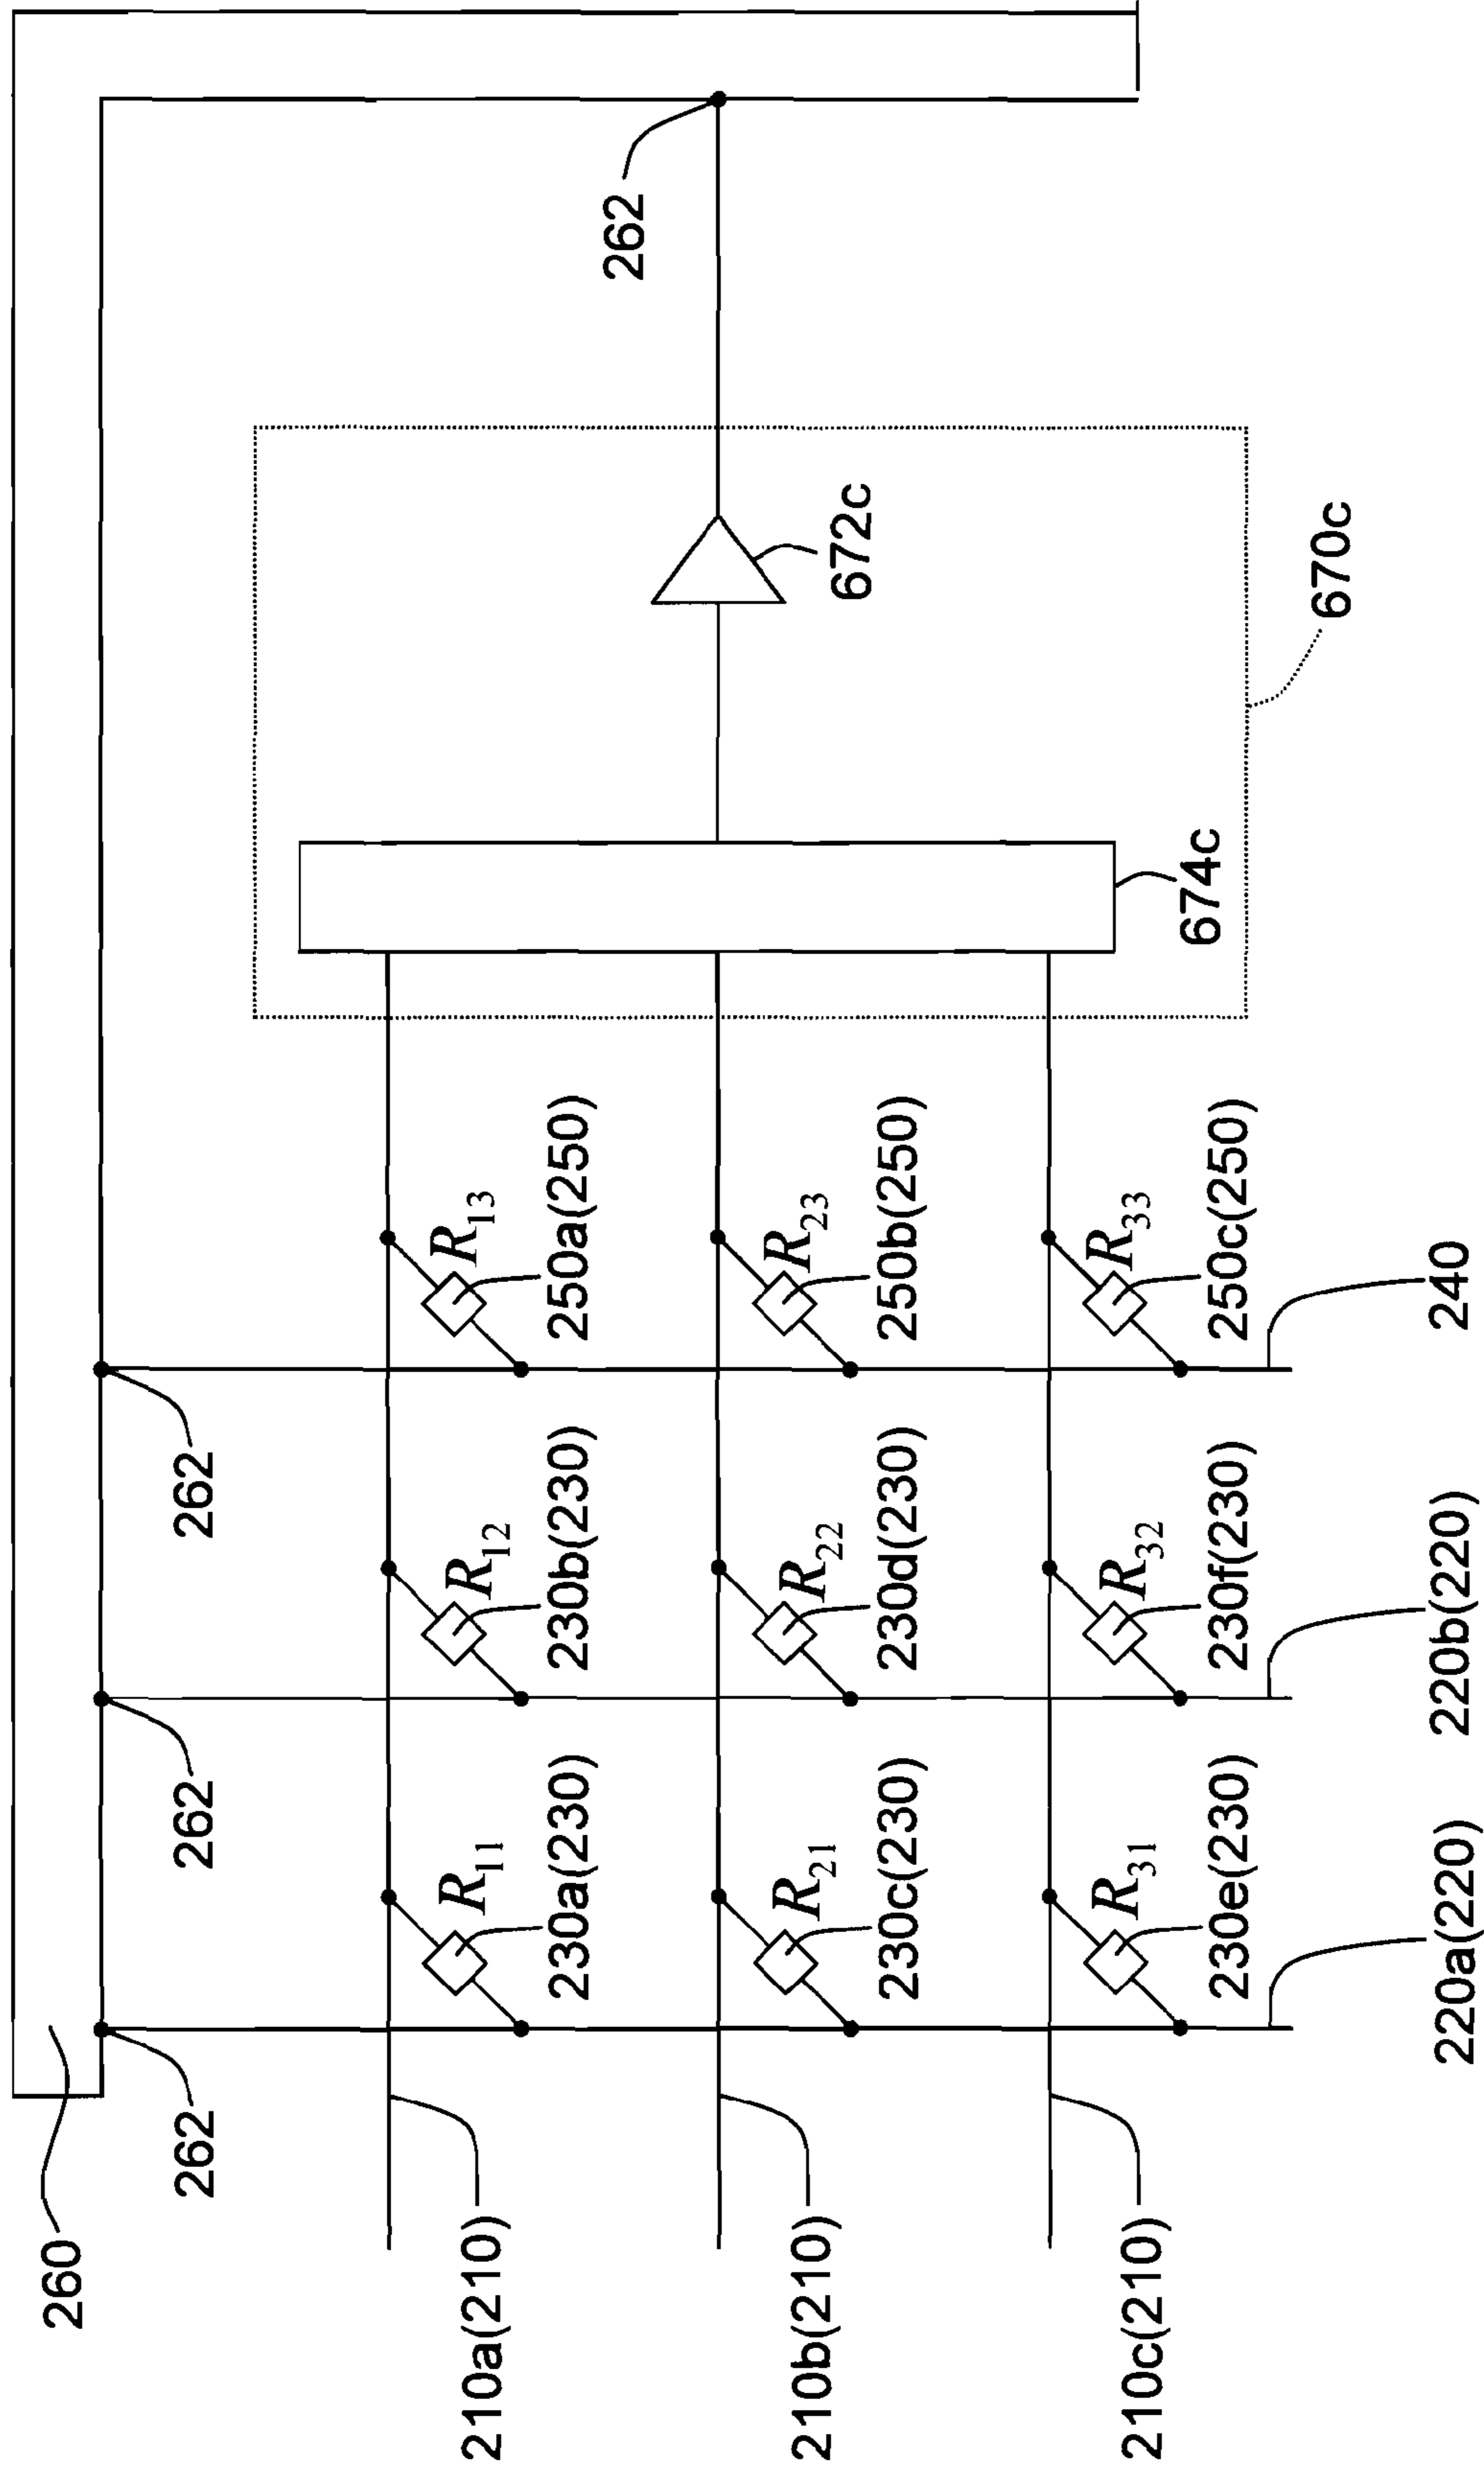 260
262
262
262
262
R11
R12
R13
210a(210)
230a(230)
230b(230)
250a(250)
R21
R22
R23
210b(210)
672c
230c(230)
230d(230)
250b(250)
R31
R32
R33
210c(210)
674c
230e(230)
230f(230)
250c(250)
670c
220a(220)
220b(220)
240